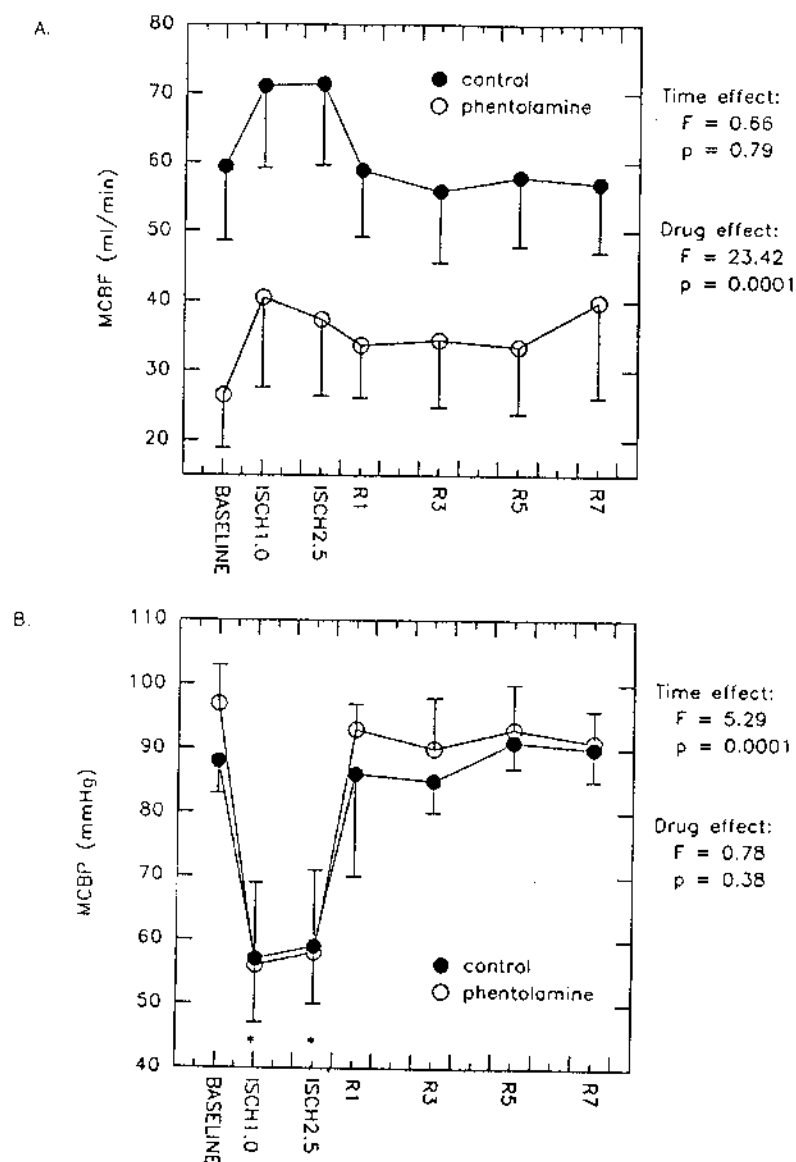 A.
80
70
60
50
40
30
20
MCBF (ml/min)
control
phentolamine
Time effect:
F = 0.66
p = 0.79
Drug effect:
F = 23.42
p = 0.0001
BASELINE
ISCH1.0
ISCH2.5
R1
R3
R5
R7
B.
110
100
90
80
70
60
50
40
MCBP (mmHg)
control
phentolamine
* *
Time effect:
F = 5.29
p = 0.0001
Drug effect:
F = 0.78
p = 0.38
BASELINE
ISCH1.0
ISCH2.5
R1
R3
R5
R7